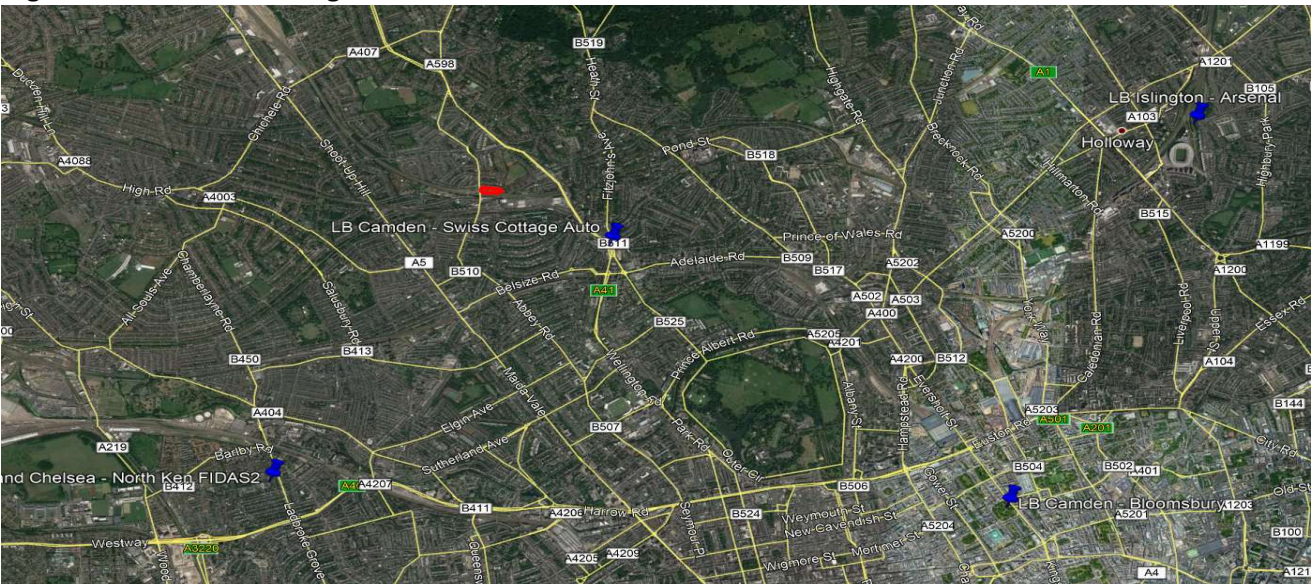 B519
A407
A598
A1201
A1
B105
LB Islington - Arsenal
A103
Holloway
Dudden Hill Ln
Chichele Rd
Shoot Up Hill
Heath St
Fitzjohn's Ave
Highgate Rd
Junction Rd
Pond St
B518
Brecknock Rd
Hillmarton Rd
Highbury Park
A4088
High Rd
A4003
B515
LB Camden - Swiss Cottage Auto
B511
Prince of Wales Rd
A5200
A1199
A5
B510
Belsize Rd
Adelaide Rd
B509
B517
A5202
A1200
A41
A502
A503
A400
All Souls Ave
Chamberlayne Rd
Salusbury Rd
Abbey Rd
B525
Prince Albert Rd
A5205
A4201
York Way
Caledonian Rd
Liverpool Rd
Upper St
Essex Rd
B450
B413
Wellington Rd
A4200
B512
A104
Maida Vale
Albany St
Hampstead Rd
Eversholt St
A404
Elgin Ave
B507
Park Rd
Outer Cir
A5203
A501
A201
B144
A219
Barlby Rd
Sutherland Ave
Euston Rd
City Rd
nd Chelsea - North Ken FIDAS2
B412
A4207
B504
B502
A401
Old St
B506
Gower St
LB Camden - Bloomsbury
A1203
B411
A4206
Harrow Rd
Seymour Pl
B524
Weymouth St
New Cavendish St
A5204
A5201
B100
Westway
A3220
Ladbroke Grove
A4205
A4209
Wigmore St
Mortimer St
A4